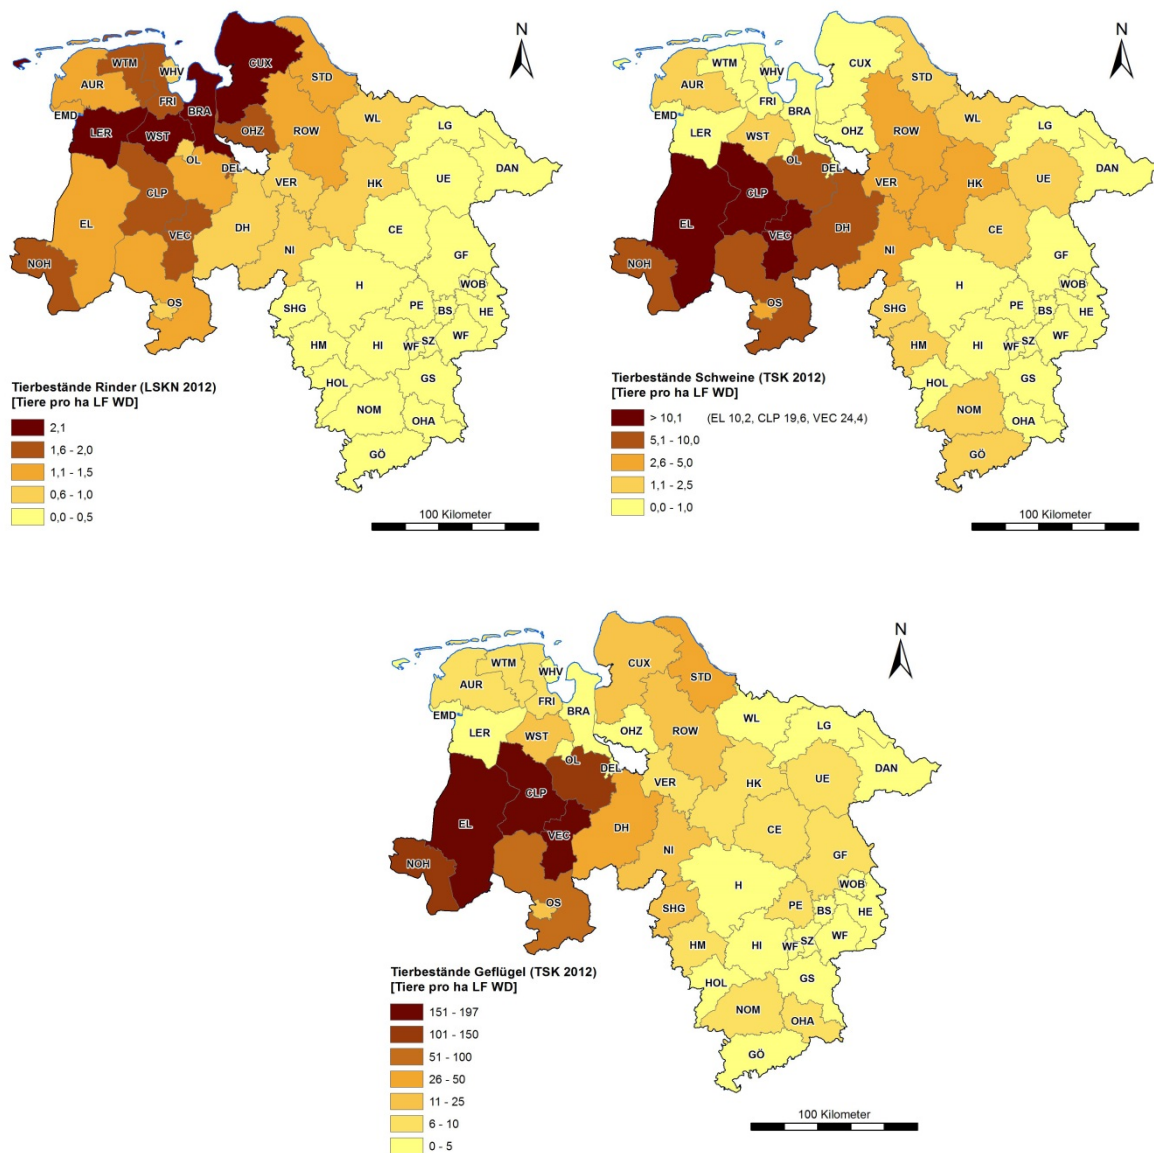 N
CUX
STD
WTM
WHV
AUR
FRI
BRA
EMD
WL
LG
LER
WST
OHZ
ROW
OL
DEL
DAN
VER
UE
HK
CLP
EL
DH
CE
VEC
NI
GF
NOH
H
WOB
PE
OS
SHG
BS
HE
WF
HM
HI
WF
SZ
HOL
GS
NOM
OHA
GÖ
Tierbestände Rinder (LSKN 2012)
[Tiere pro ha LF WD]
2,1
1,6 - 2,0
1,1 - 1,5
0,6 - 1,0
0,0 - 0,5
100 Kilometer
N
CUX
WTM
WHV
STD
AUR
FRI
BRA
EMD
WL
LG
LER
WST
OHZ
ROW
OL
DEL
DAN
VER
HK
UE
CLP
EL
DH
CE
VEC
NI
GF
NOH
H
WOB
PE
OS
SHG
BS
HE
WF
HM
HI
WF
SZ
HOL
GS
NOM
OHA
GÖ
Tierbestände Schweine (TSK 2012)
[Tiere pro ha LF WD]
> 10,1 (EL 10,2, CLP 19,6, VEC 24,4)
5,1 - 10,0
2,6 - 5,0
1,1 - 2,5
0,0 - 1,0
100 Kilometer
N
CUX
WTM
WHV
STD
AUR
FRI
BRA
EMD
WL
LG
LER
WST
OHZ
ROW
OL
DEL
DAN
VER
HK
UE
CLP
EL
DH
CE
VEC
NI
GF
NOH
H
WOB
PE
OS
SHG
BS
HE
WF
HM
HI
WF
SZ
HOL
GS
NOM
OHA
GÖ
Tierbestände Geflügel (TSK 2012)
[Tiere pro ha LF WD]
151 - 197
101 - 150
51 - 100
26 - 50
11 - 25
6 - 10
0 - 5
100 Kilometer